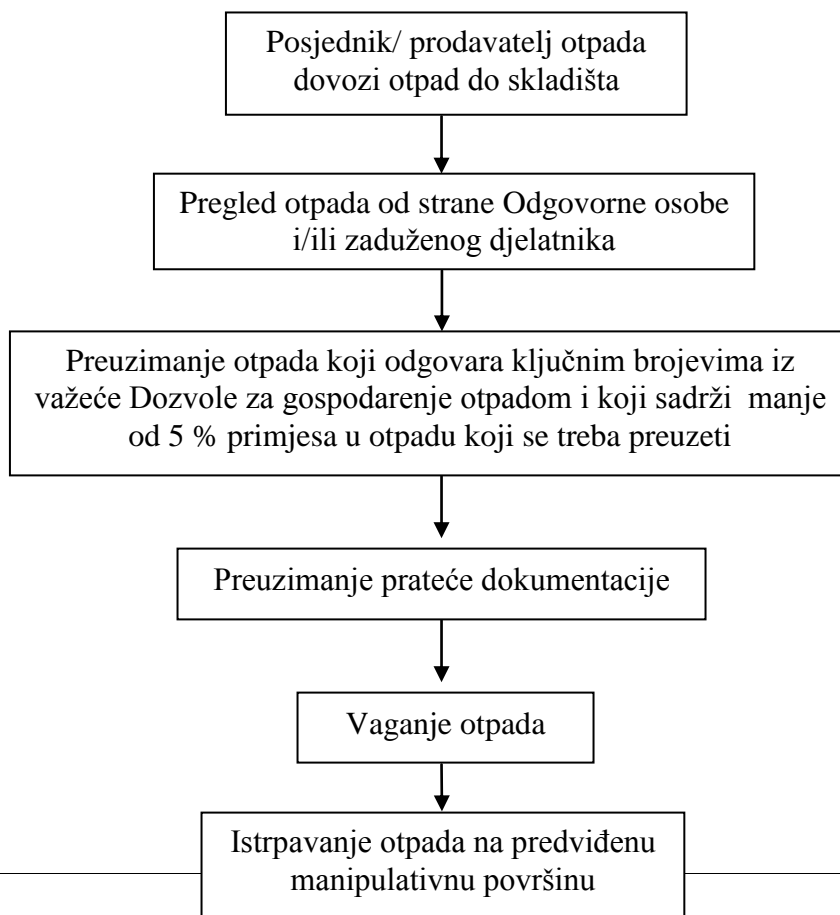 Posjednik/ prodavatelj otpada
dovozi otpad do skladišta
Pregled otpada od strane Odgovorne osobe
i/ili zaduženog djelatnika
Preuzimanje otpada koji odgovara ključnim brojevima iz
važeće Dozvole za gospodarenje otpadom i koji sadrži  manje
od 5 % primjesa u otpadu koji se treba preuzeti
Preuzimanje prateće dokumentacije
Vaganje otpada
Istrpavanje otpada na predviđenu
manipulativnu površinu